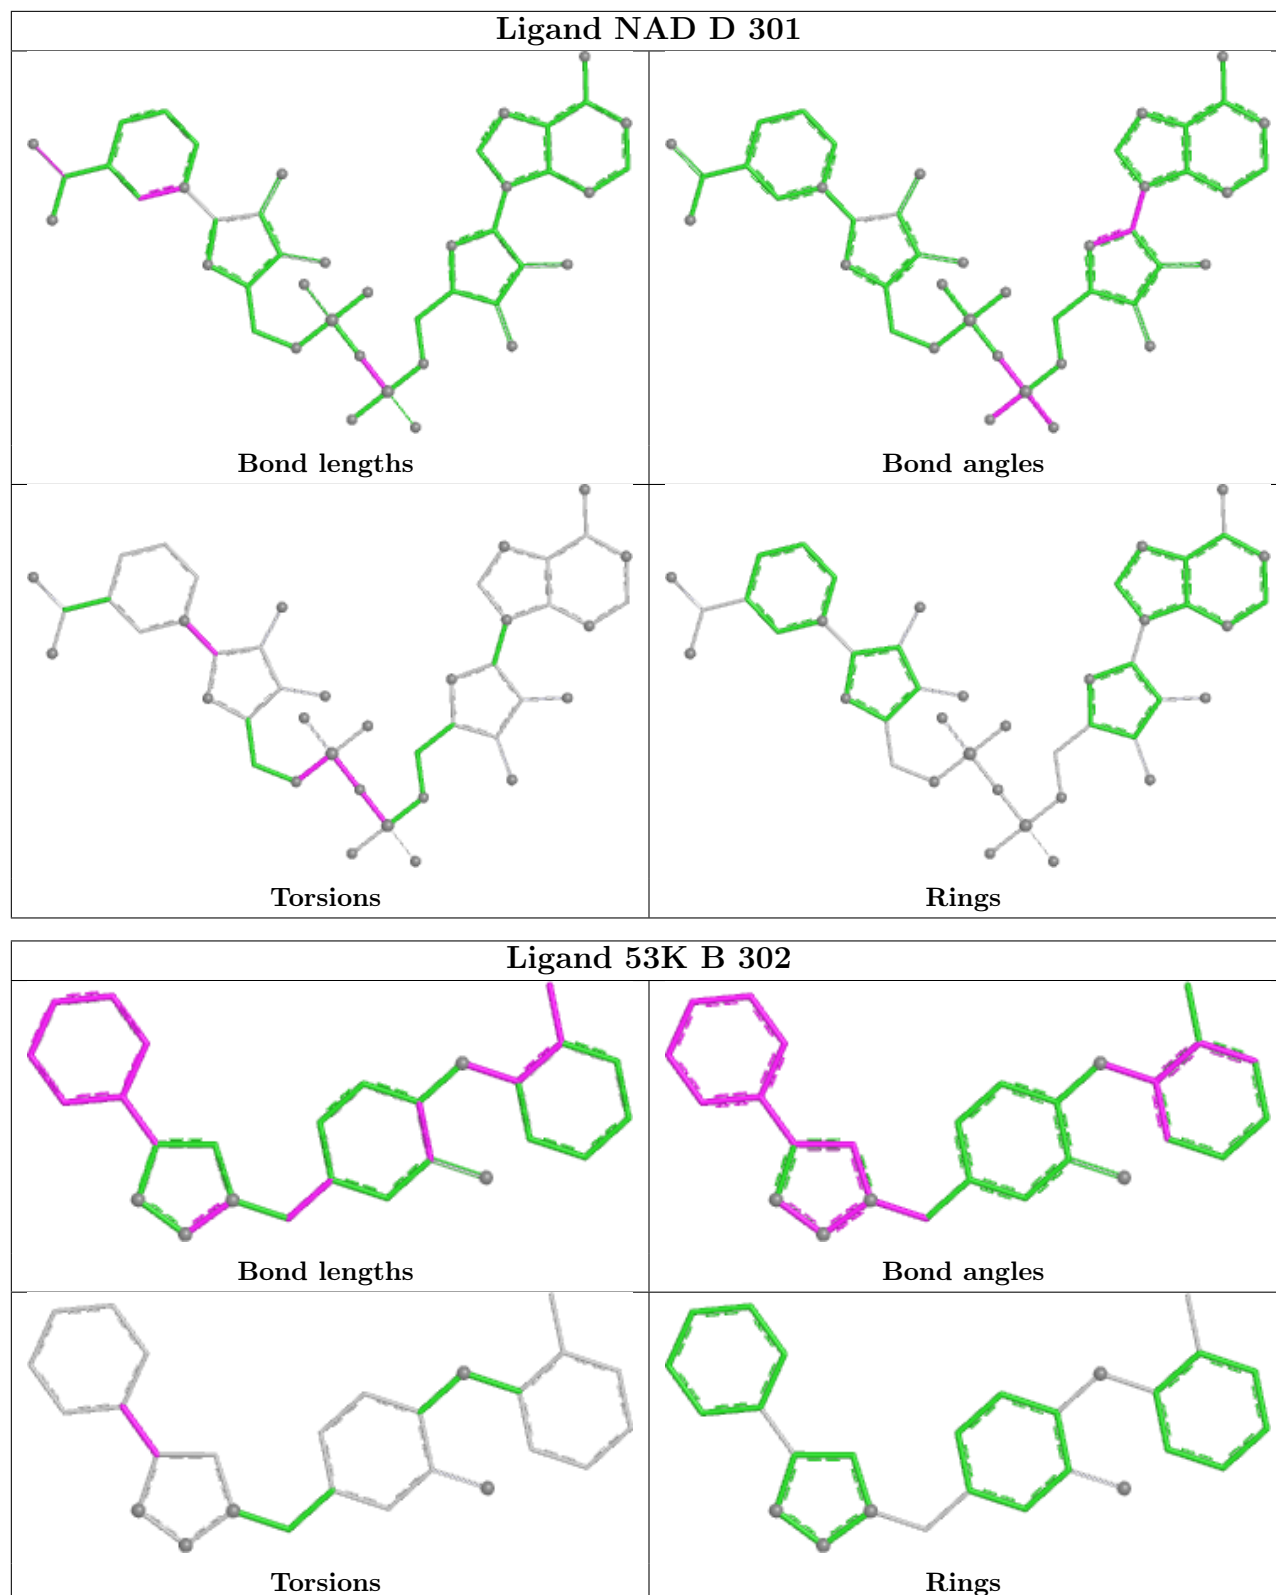 Ligand NAD D 301
Bond lengths
Bond angles
Torsions
Rings
Ligand 53K B 302
Bond lengths
Bond angles
Torsions
Rings